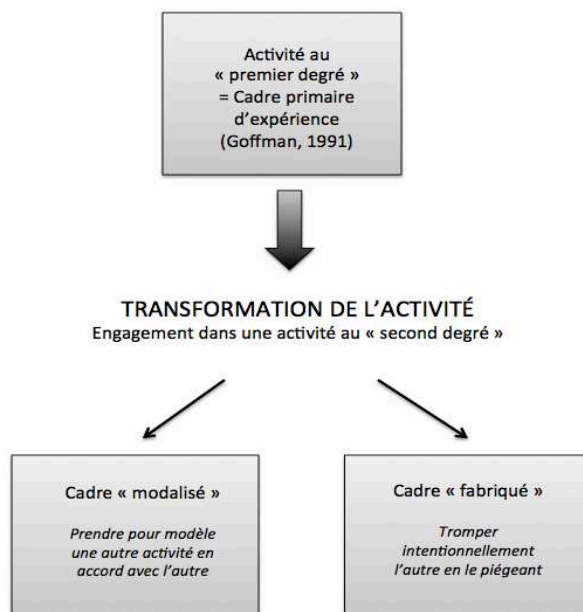 Activité au
« premier degré »
= Cadre primaire
d’expérience
(Goffman, 1991)
TRANSFORMATION DE L’ACTIVITÉ
Engagement dans une activité au « second degré »
Cadre « modalisé »
Prendre pour modèle
une autre activité en
accord avec l’autre
Cadre « fabriqué »
Tromper
intentionnellement
l’autre en le piégeant